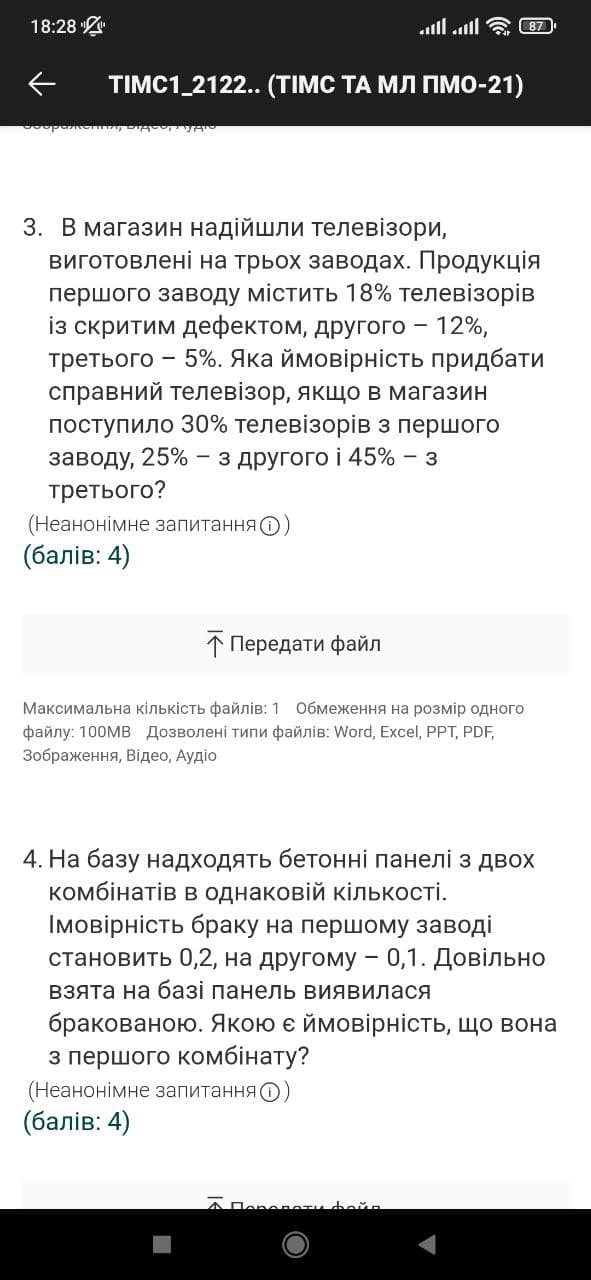 18:28
87
ТІМС1_2122.. (ТІМС ТА МЛ ПМО-21)
Зображення, Відео, Аудіо
3. В магазин надійшли телевізори,
виготовлені на трьох заводах. Продукція
першого заводу містить 18% телевізорів
із скритим дефектом, другого – 12%,
третього – 5%. Яка ймовірність придбати
справний телевізор, якщо в магазин
поступило 30% телевізорів з першого
заводу, 25% – з другого і 45% – з
третього?
(Неанонімне запитання)
(балів: 4)
Передати файл
Максимальна кількість файлів: 1 Обмеження на розмір одного
файлу: 100MB Дозволені типи файлів: Word, Excel, PPT, PDF,
Зображення, Відео, Аудіо
4. На базу надходять бетонні панелі з двох
комбінатів в однаковій кількості.
Імовірність браку на першому заводі
становить 0,2, на другому – 0,1. Довільно
взята на базі панель виявилася
бракованою. Якою є ймовірність, що вона
з першого комбінату?
(Неанонімне запитання)
(балів: 4)
Передати файл